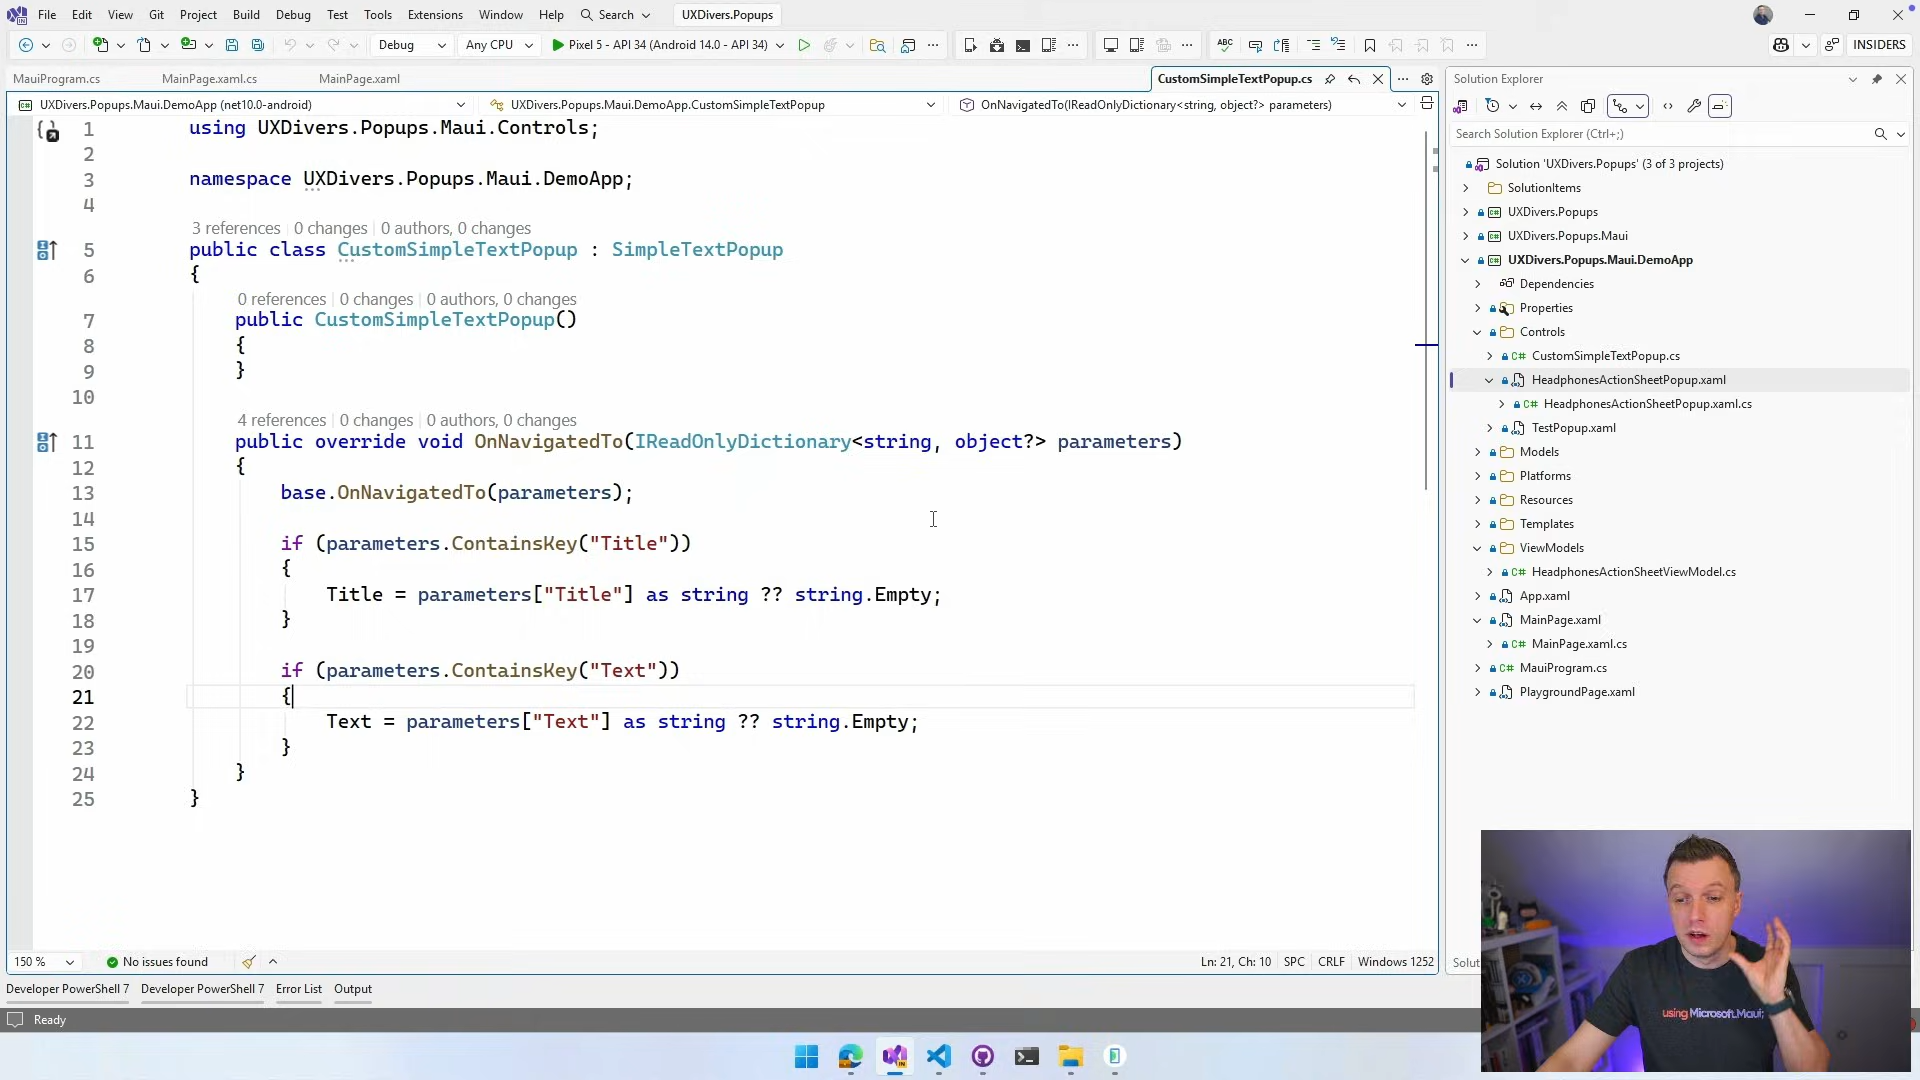 File Edit View Git Project Build Debug Test Tools Extensions Window Help Search UXDivers.Popups
Debug Any CPU Pixel 5 - API 34 (Android 14.0 - API 34) ABC INSIDERS
MauiProgram.cs MainPage.xaml.cs MainPage.xaml CustomSimpleTextPopup.cs
UXDivers.Popups.Maui.DemoApp (net10.0-android) UXDivers.Popups.Maui.DemoApp.CustomSimpleTextPopup OnNavigatedTo(IReadOnlyDictionary<string, object?> parameters)
1 using UXDivers.Popups.Maui.Controls;
2
3 namespace UXDivers.Popups.Maui.DemoApp;
4
3 references | 0 changes | 0 authors, 0 changes
5 public class CustomSimpleTextPopup : SimpleTextPopup
6 {
0 references | 0 changes | 0 authors, 0 changes
7 public CustomSimpleTextPopup()
8 {
9 }
10
4 references | 0 changes | 0 authors, 0 changes
11 public override void OnNavigatedTo(IReadOnlyDictionary<string, object?> parameters)
12 {
13 base.OnNavigatedTo(parameters);
14
15 if (parameters.ContainsKey("Title"))
16 {
17 Title = parameters["Title"] as string ?? string.Empty;
18 }
19
20 if (parameters.ContainsKey("Text"))
21 {
22 Text = parameters["Text"] as string ?? string.Empty;
23 }
24 }
25 }
150 % No issues found Ln: 21, Ch: 10 SPC CRLF Windows 1252
Solution Explorer
Search Solution Explorer (Ctrl+;)
Solution 'UXDivers.Popups' (3 of 3 projects)
SolutionItems
C# UXDivers.Popups
C# UXDivers.Popups.Maui
C# UXDivers.Popups.Maui.DemoApp
Dependencies
Properties
Controls
C# CustomSimpleTextPopup.cs
HeadphonesActionSheetPopup.xaml
C# HeadphonesActionSheetPopup.xaml.cs
TestPopup.xaml
Models
Platforms
Resources
Templates
ViewModels
C# HeadphonesActionSheetViewModel.cs
App.xaml
MainPage.xaml
C# MainPage.xaml.cs
C# MauiProgram.cs
PlaygroundPage.xaml
Solut
using Microsoft.Maui;
Developer PowerShell 7 Developer PowerShell 7 Error List Output
Ready